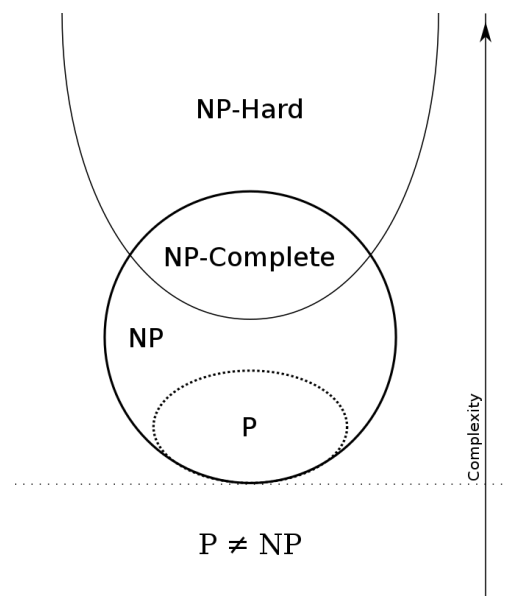 NP-Hard
NP-Complete
NP
P
Complexity
P ≠ NP